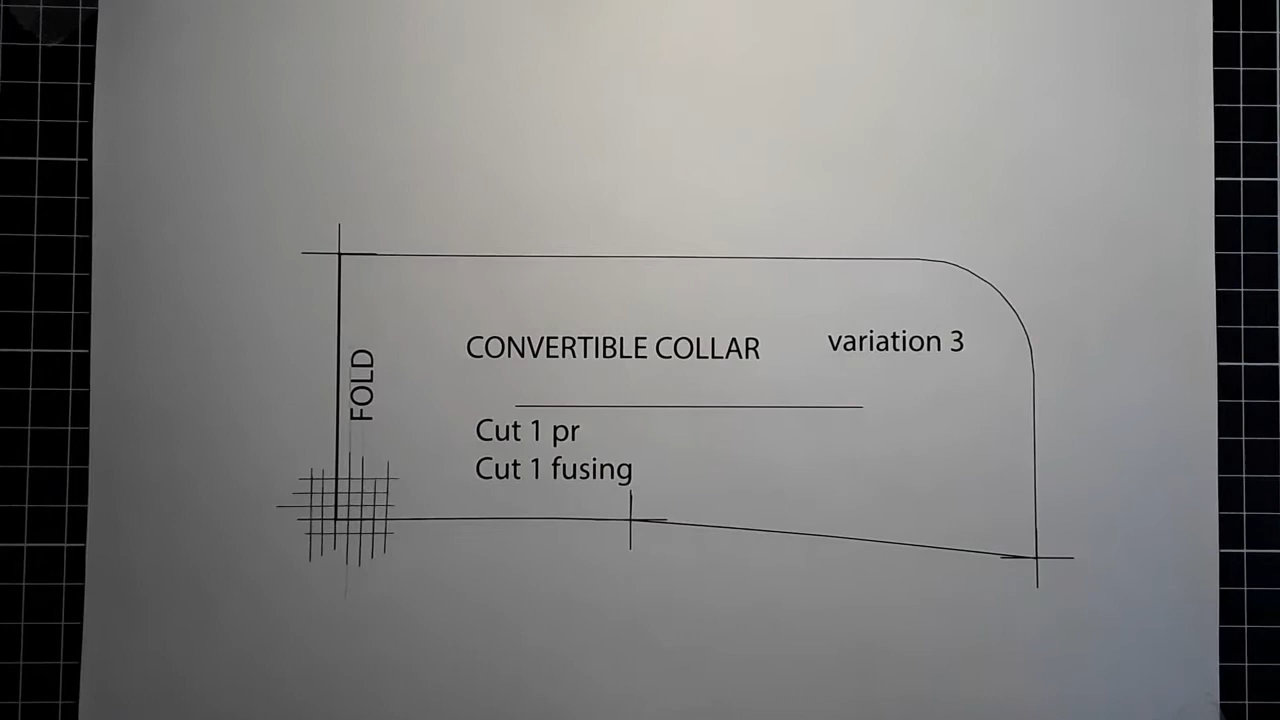 CONVERTIBLE COLLAR
variation 3
FOLD
Cut 1 pr
Cut 1 fusing